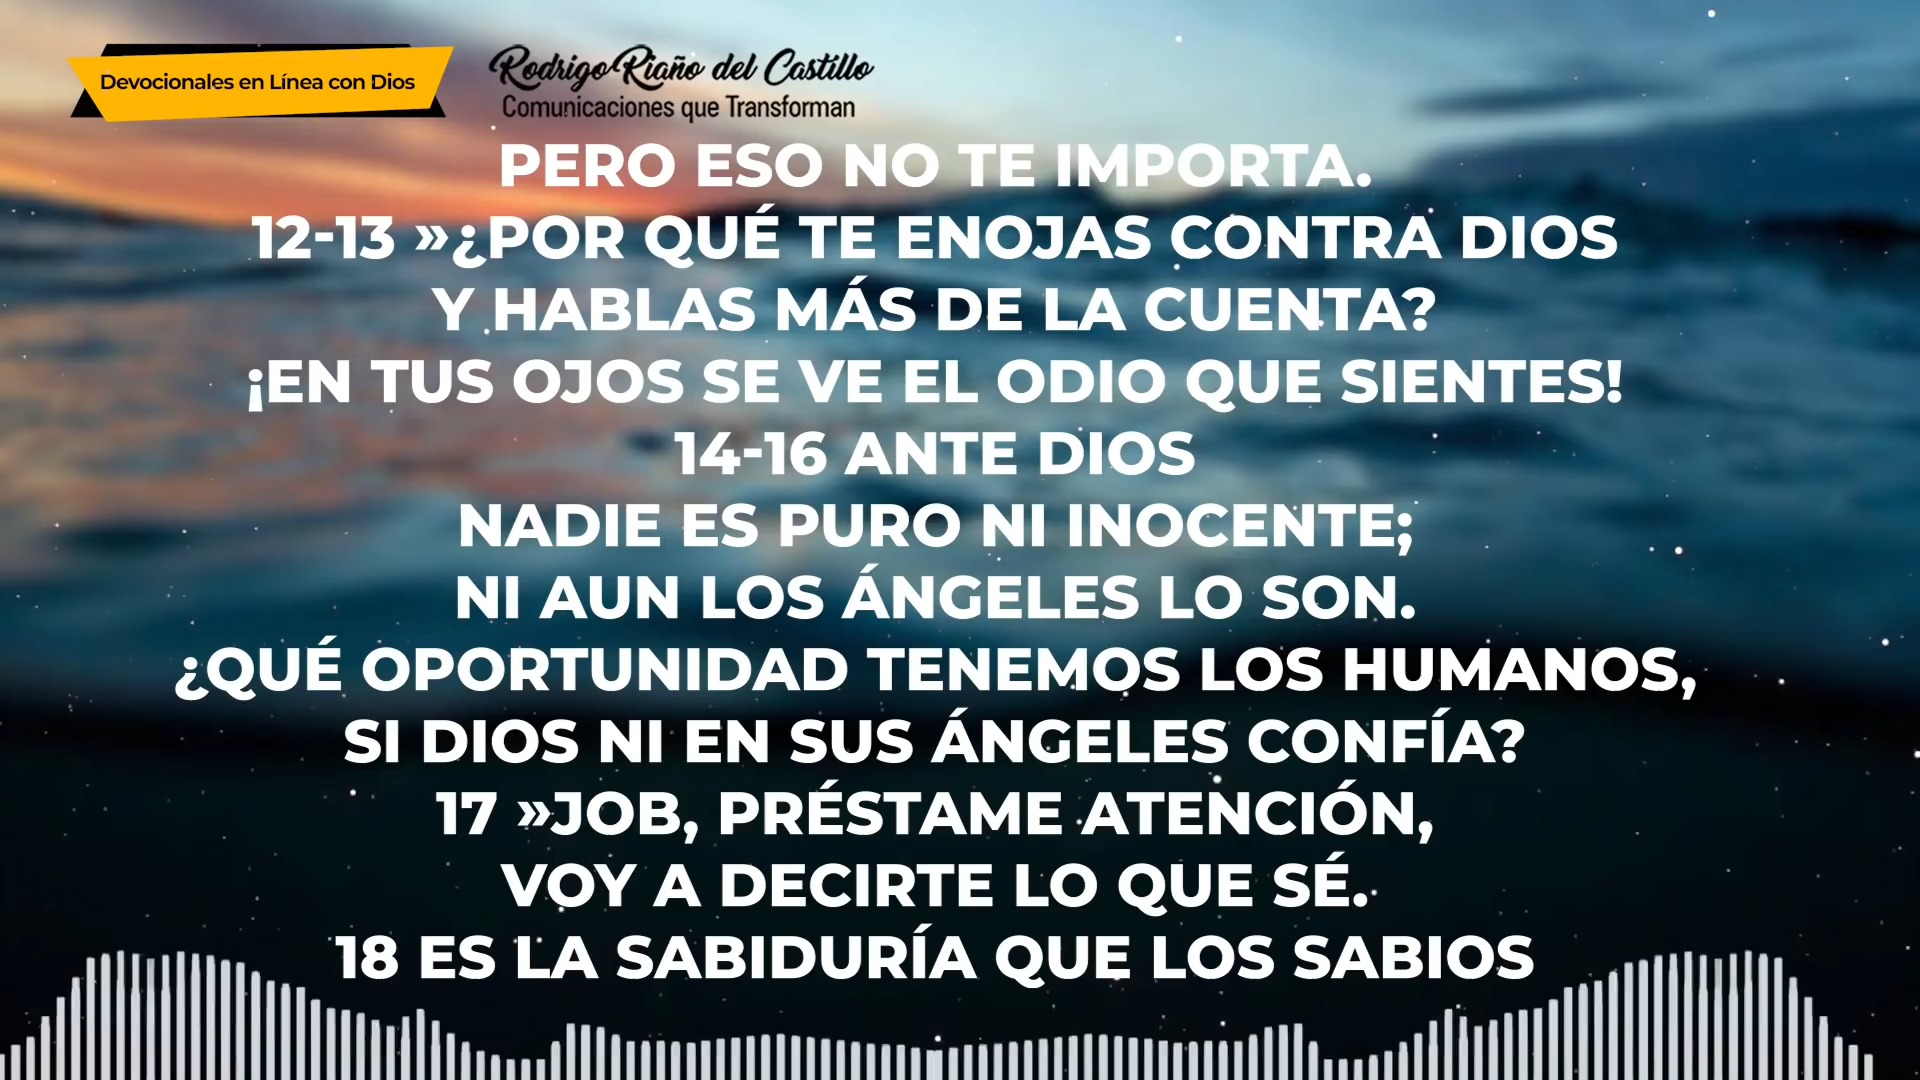 Devocionales en Línea con Dios
Rodrigo Riaño del Castillo
Comunicaciones que Transforman
PERO ESO NO TE IMPORTA.
12-13 »¿POR QUÉ TE ENOJAS CONTRA DIOS
Y HABLAS MÁS DE LA CUENTA?
¡EN TUS OJOS SE VE EL ODIO QUE SIENTES!
14-16 ANTE DIOS
NADIE ES PURO NI INOCENTE;
NI AUN LOS ÁNGELES LO SON.
¿QUÉ OPORTUNIDAD TENEMOS LOS HUMANOS,
SI DIOS NI EN SUS ÁNGELES CONFÍA?
17 »JOB, PRÉSTAME ATENCIÓN,
VOY A DECIRTE LO QUE SÉ.
18 ES LA SABIDURÍA QUE LOS SABIOS